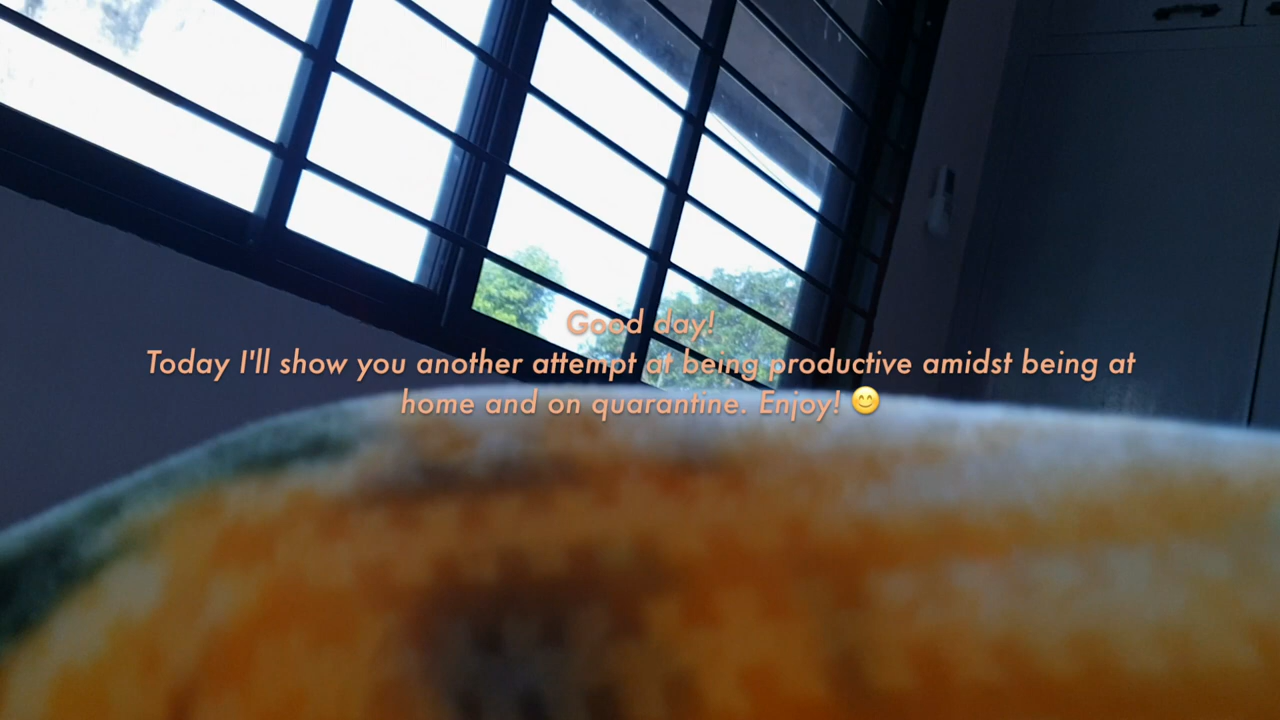 Good day!
Today I'll show you another attempt at being productive amidst being at
home and on quarantine. Enjoy! 😊